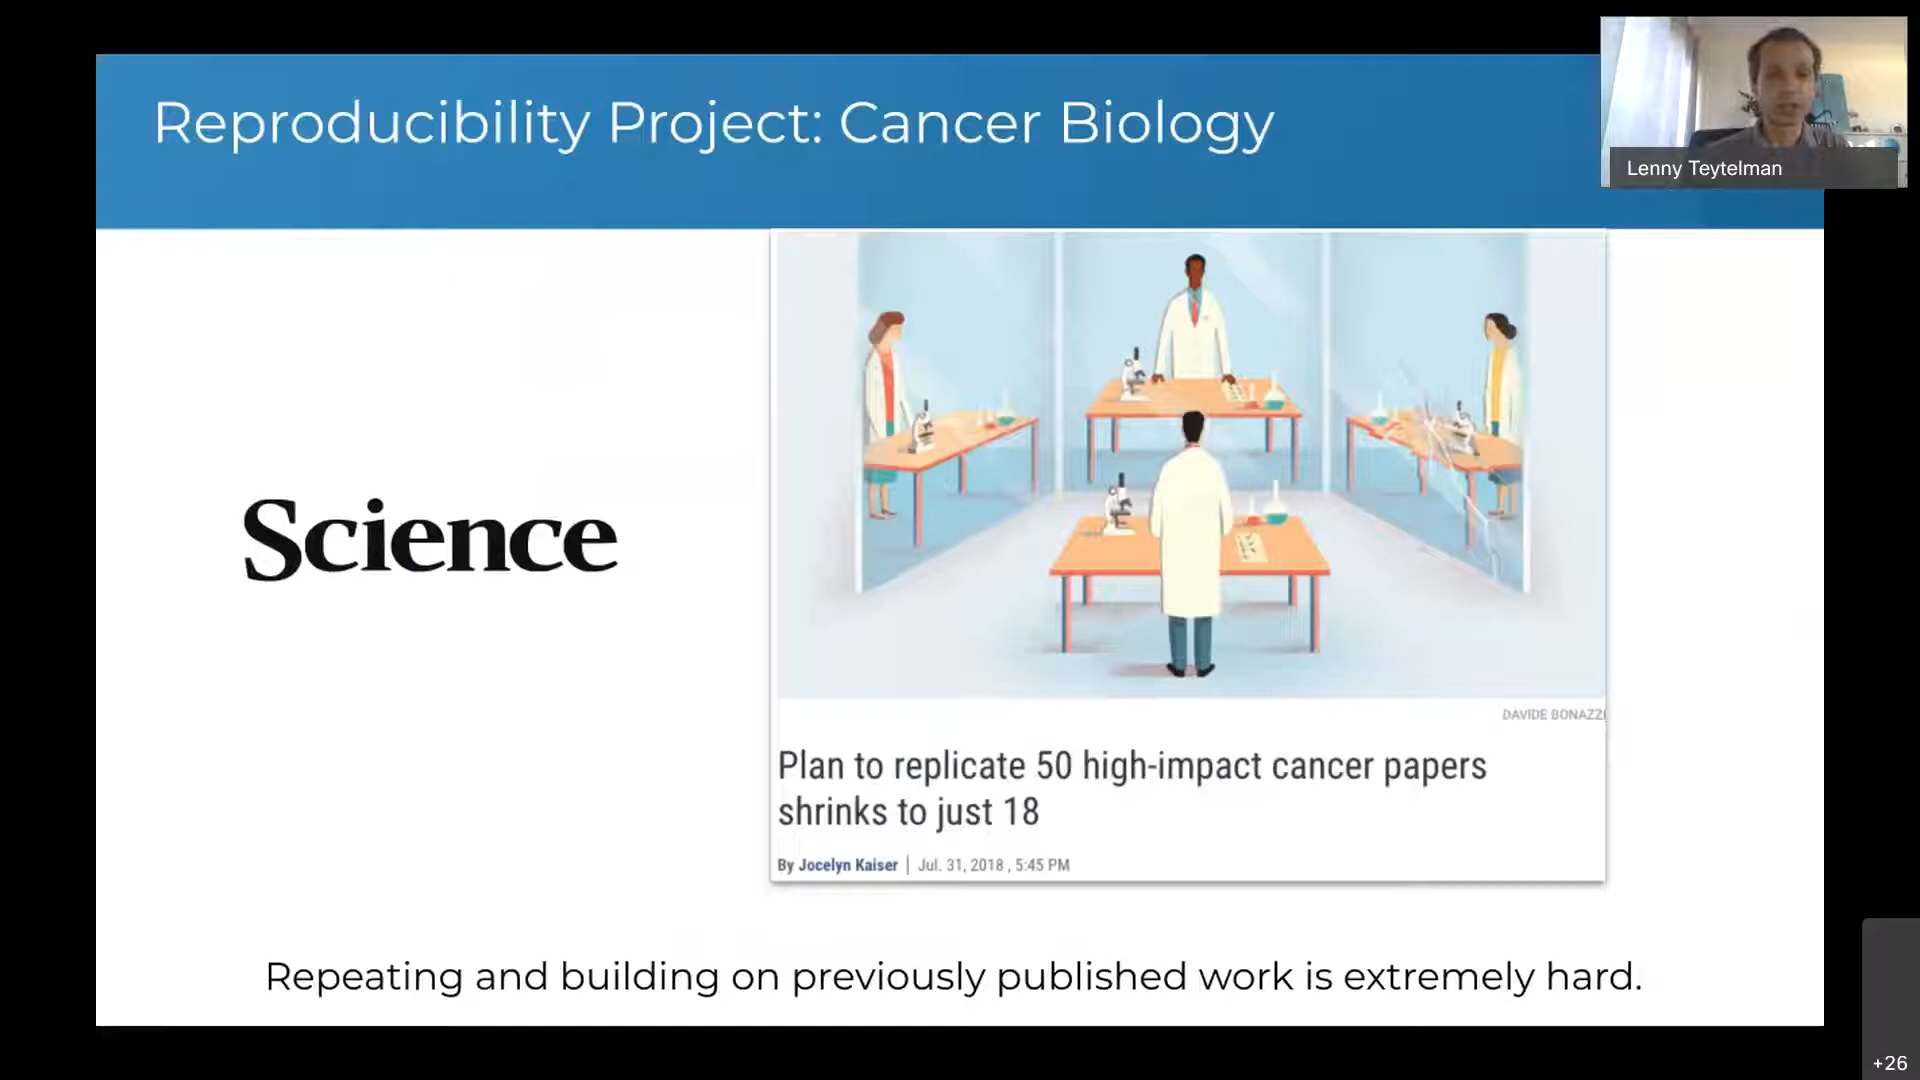 Reproducibility Project: Cancer Biology
Lenny Teytelman
Science
DAVIDE BONAZZI
Plan to replicate 50 high-impact cancer papers
shrinks to just 18
By Jocelyn Kaiser | Jul. 31, 2018 , 5:45 PM
Repeating and building on previously published work is extremely hard.
+26